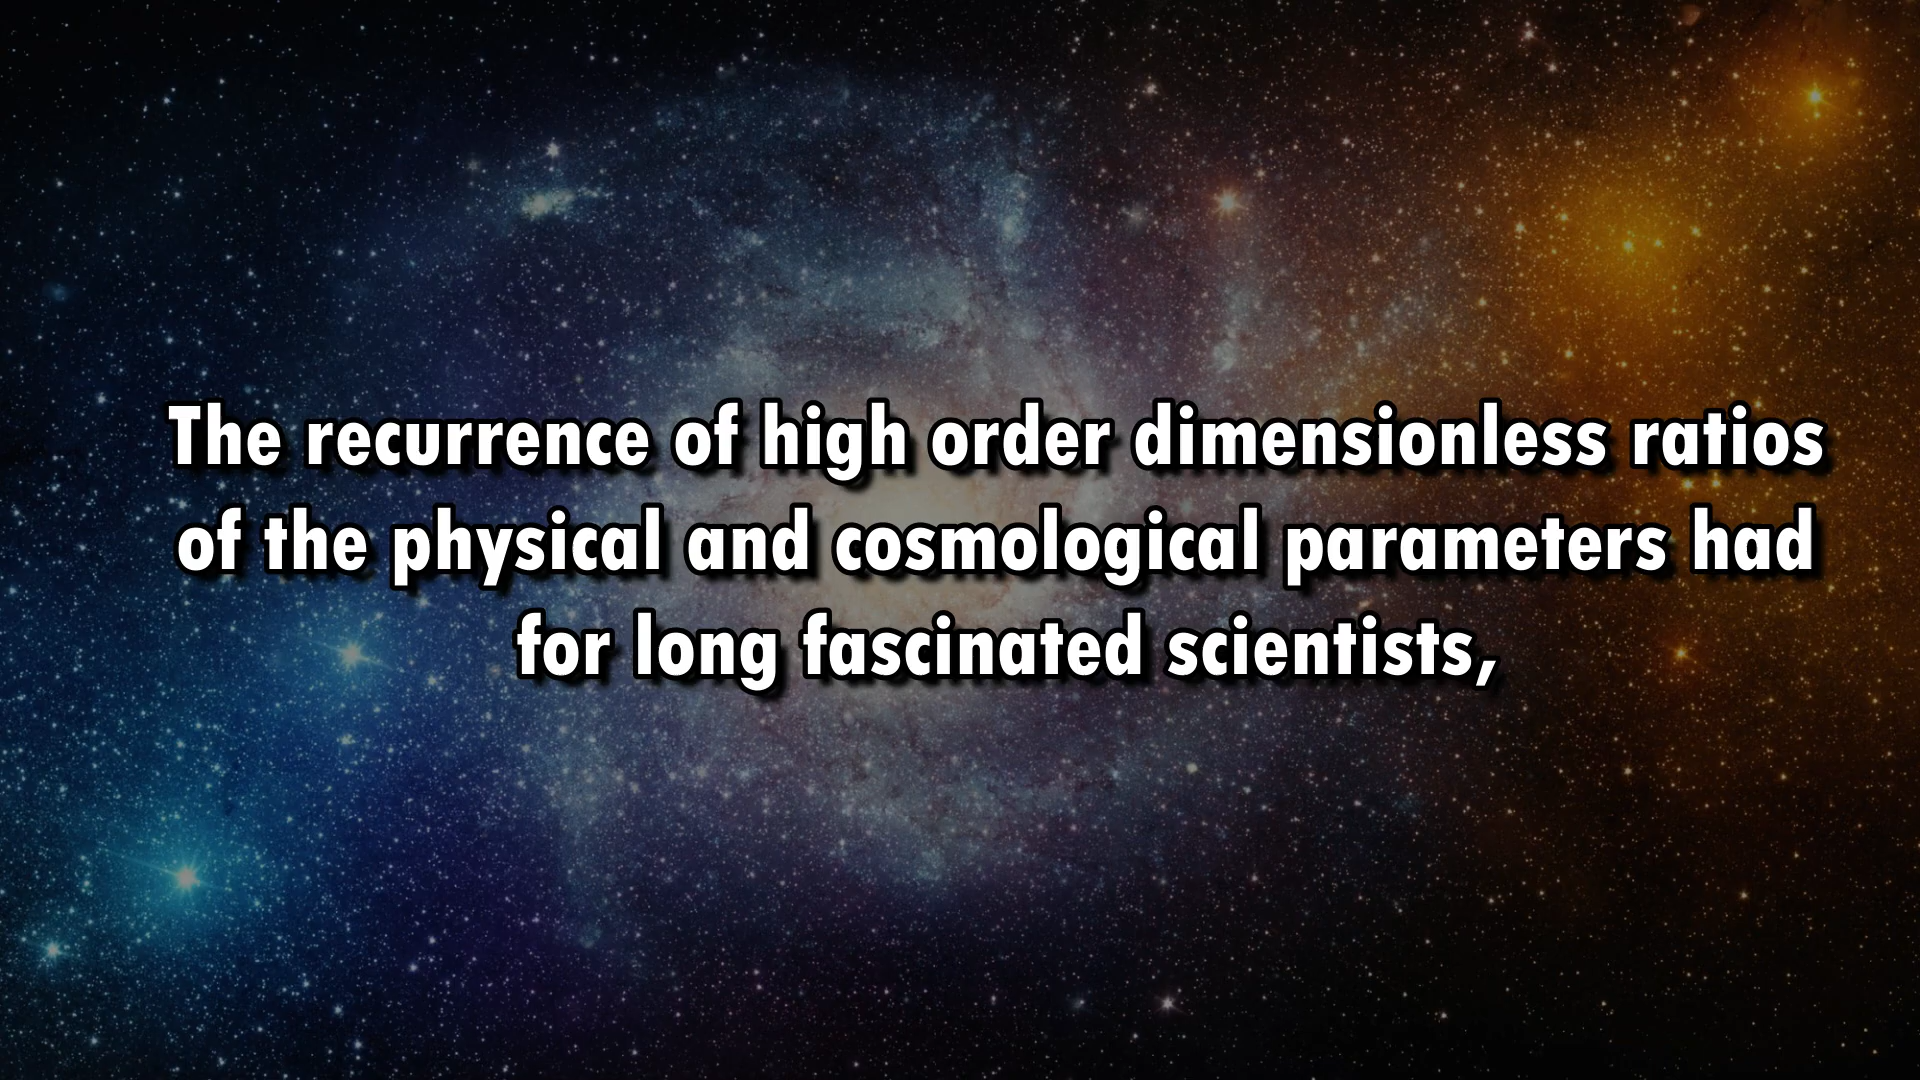 The recurrence of high order dimensionless ratios
of the physical and cosmological parameters had
for long fascinated scientists,